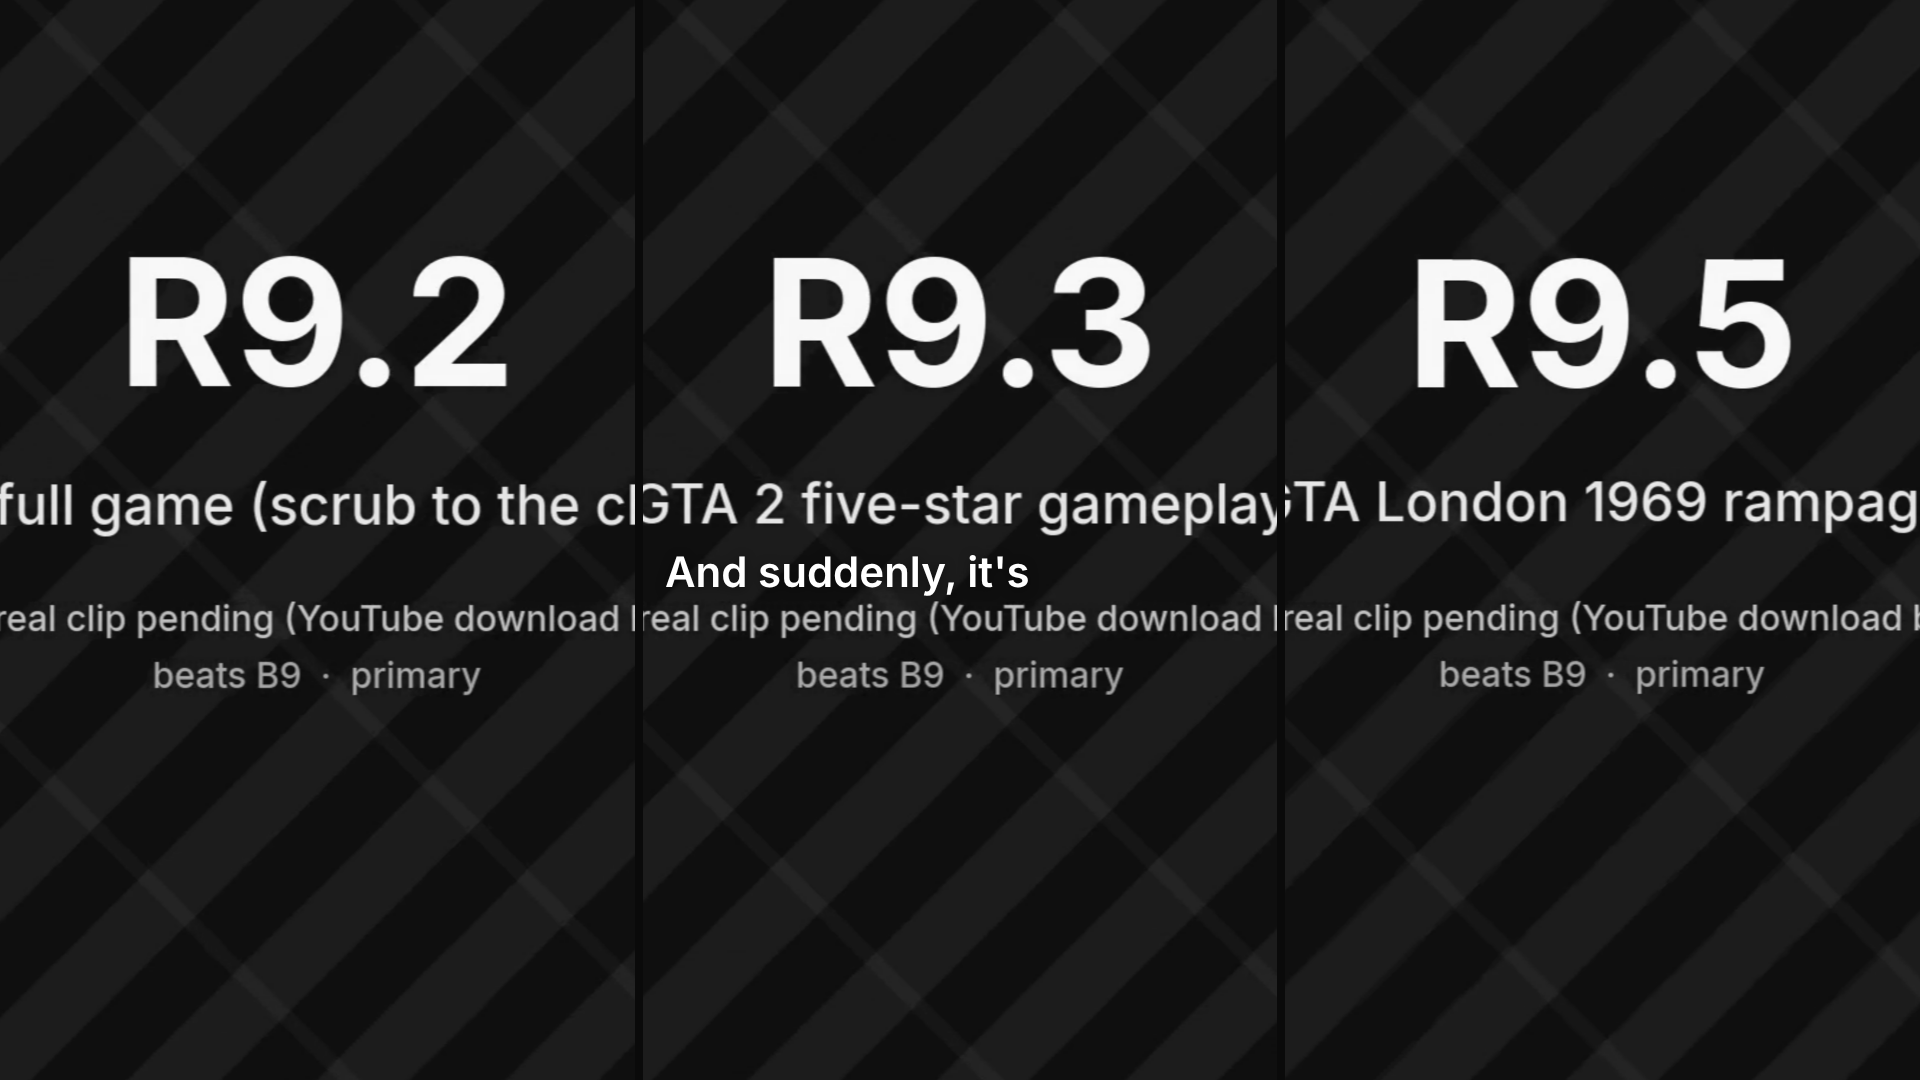 R9.2
full game (scrub to the cl
real clip pending (YouTube download
beats B9 · primary
R9.3
GTA 2 five-star gameplay
And suddenly, it's
real clip pending (YouTube download
beats B9 · primary
R9.5
GTA London 1969 rampag
real clip pending (YouTube download b
beats B9 · primary